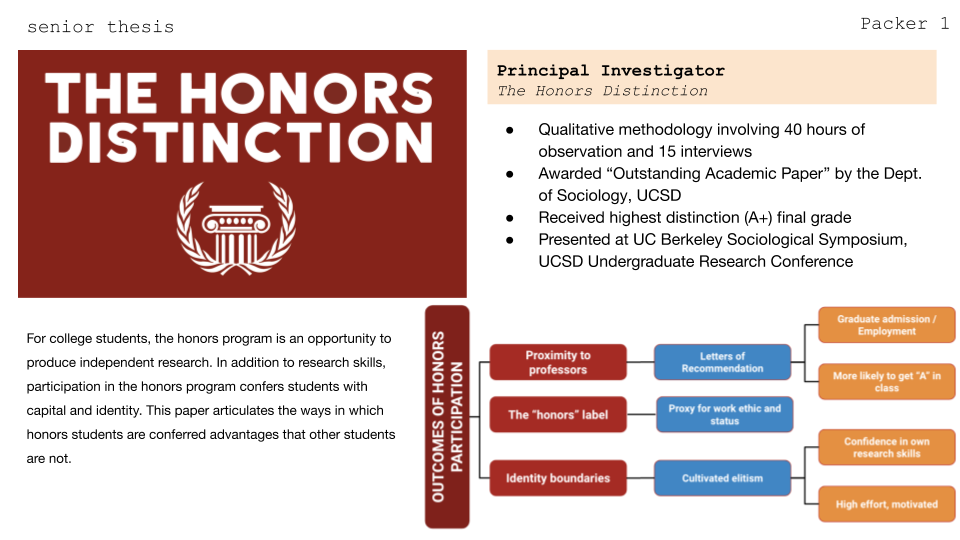 senior thesis
Packer 1
THE HONORS
DISTINCTION
Principal Investigator
The Honors Distinction
● Qualitative methodology involving 40 hours of
observation and 15 interviews
● Awarded “Outstanding Academic Paper” by the Dept.
of Sociology, UCSD
● Received highest distinction (A+) final grade
● Presented at UC Berkeley Sociological Symposium,
UCSD Undergraduate Research Conference
For college students, the honors program is an opportunity to
produce independent research. In addition to research skills,
participation in the honors program confers students with
capital and identity. This paper articulates the ways in which
honors students are conferred advantages that other students
are not.
OUTCOMES OF HONORS
PARTICIPATION
Proximity to
professors
Letters of
Recommendation
Graduate admission /
Employment
More likely to get “A” in
class
The “honors” label
Proxy for work ethic and
status
Identity boundaries
Cultivated elitism
Confidence in own
research skills
High effort, motivated